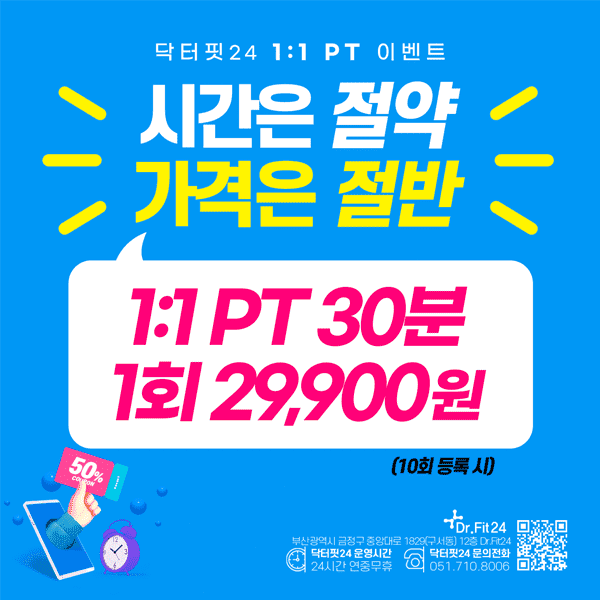 닥터핏24 1:1 PT 이벤트
시간은 절약
가격은 절반
1:1 PT 30분
1회 29,900원
(10회 등록 시)
50%
COUPON
Dr.Fit24
부산광역시 금정구 중앙대로 1829(구서동) 12층 Dr.Fit24
닥터핏24 운영시간
24시간 연중무휴
닥터핏24 문의전화
051.710.8006